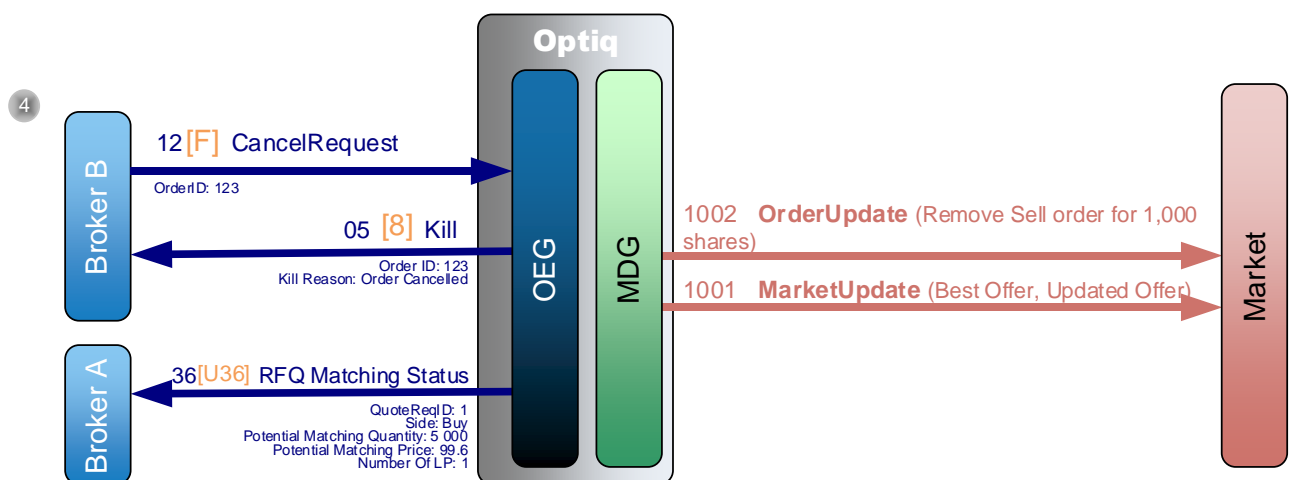 Optiq
4
Broker B
12 [F] CancelRequest
OrderID: 123
05 [8] Kill
Order ID: 123
Kill Reason: Order Cancelled
OEG
MDG
1002 OrderUpdate (Remove Sell order for 1,000
shares)
1001 MarketUpdate (Best Offer, Updated Offer)
Market
Broker A
36[U36] RFQ Matching Status
QuoteReqID: 1
Side: Buy
Potential Matching Quantity: 5 000
Potential Matching Price: 99.6
Number Of LP: 1